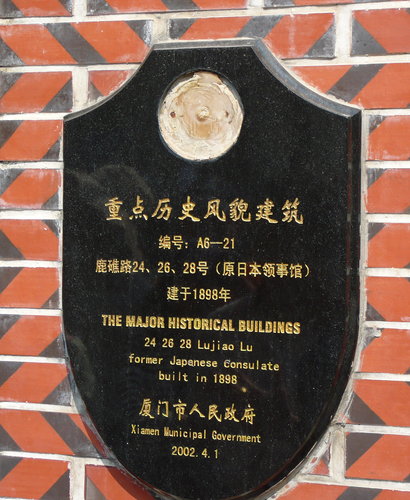 重点历史风貌建筑
编号：A6—21
鹿礁路24、26、28号（原日本领事馆）
建于1898年
THE MAJOR HISTORICAL BUILDINGS
24 26 28 Lujiao Lu
former Japanese Consulate
built in 1898
厦门市人民政府
Xiamen Municipal Government
2002.4.1